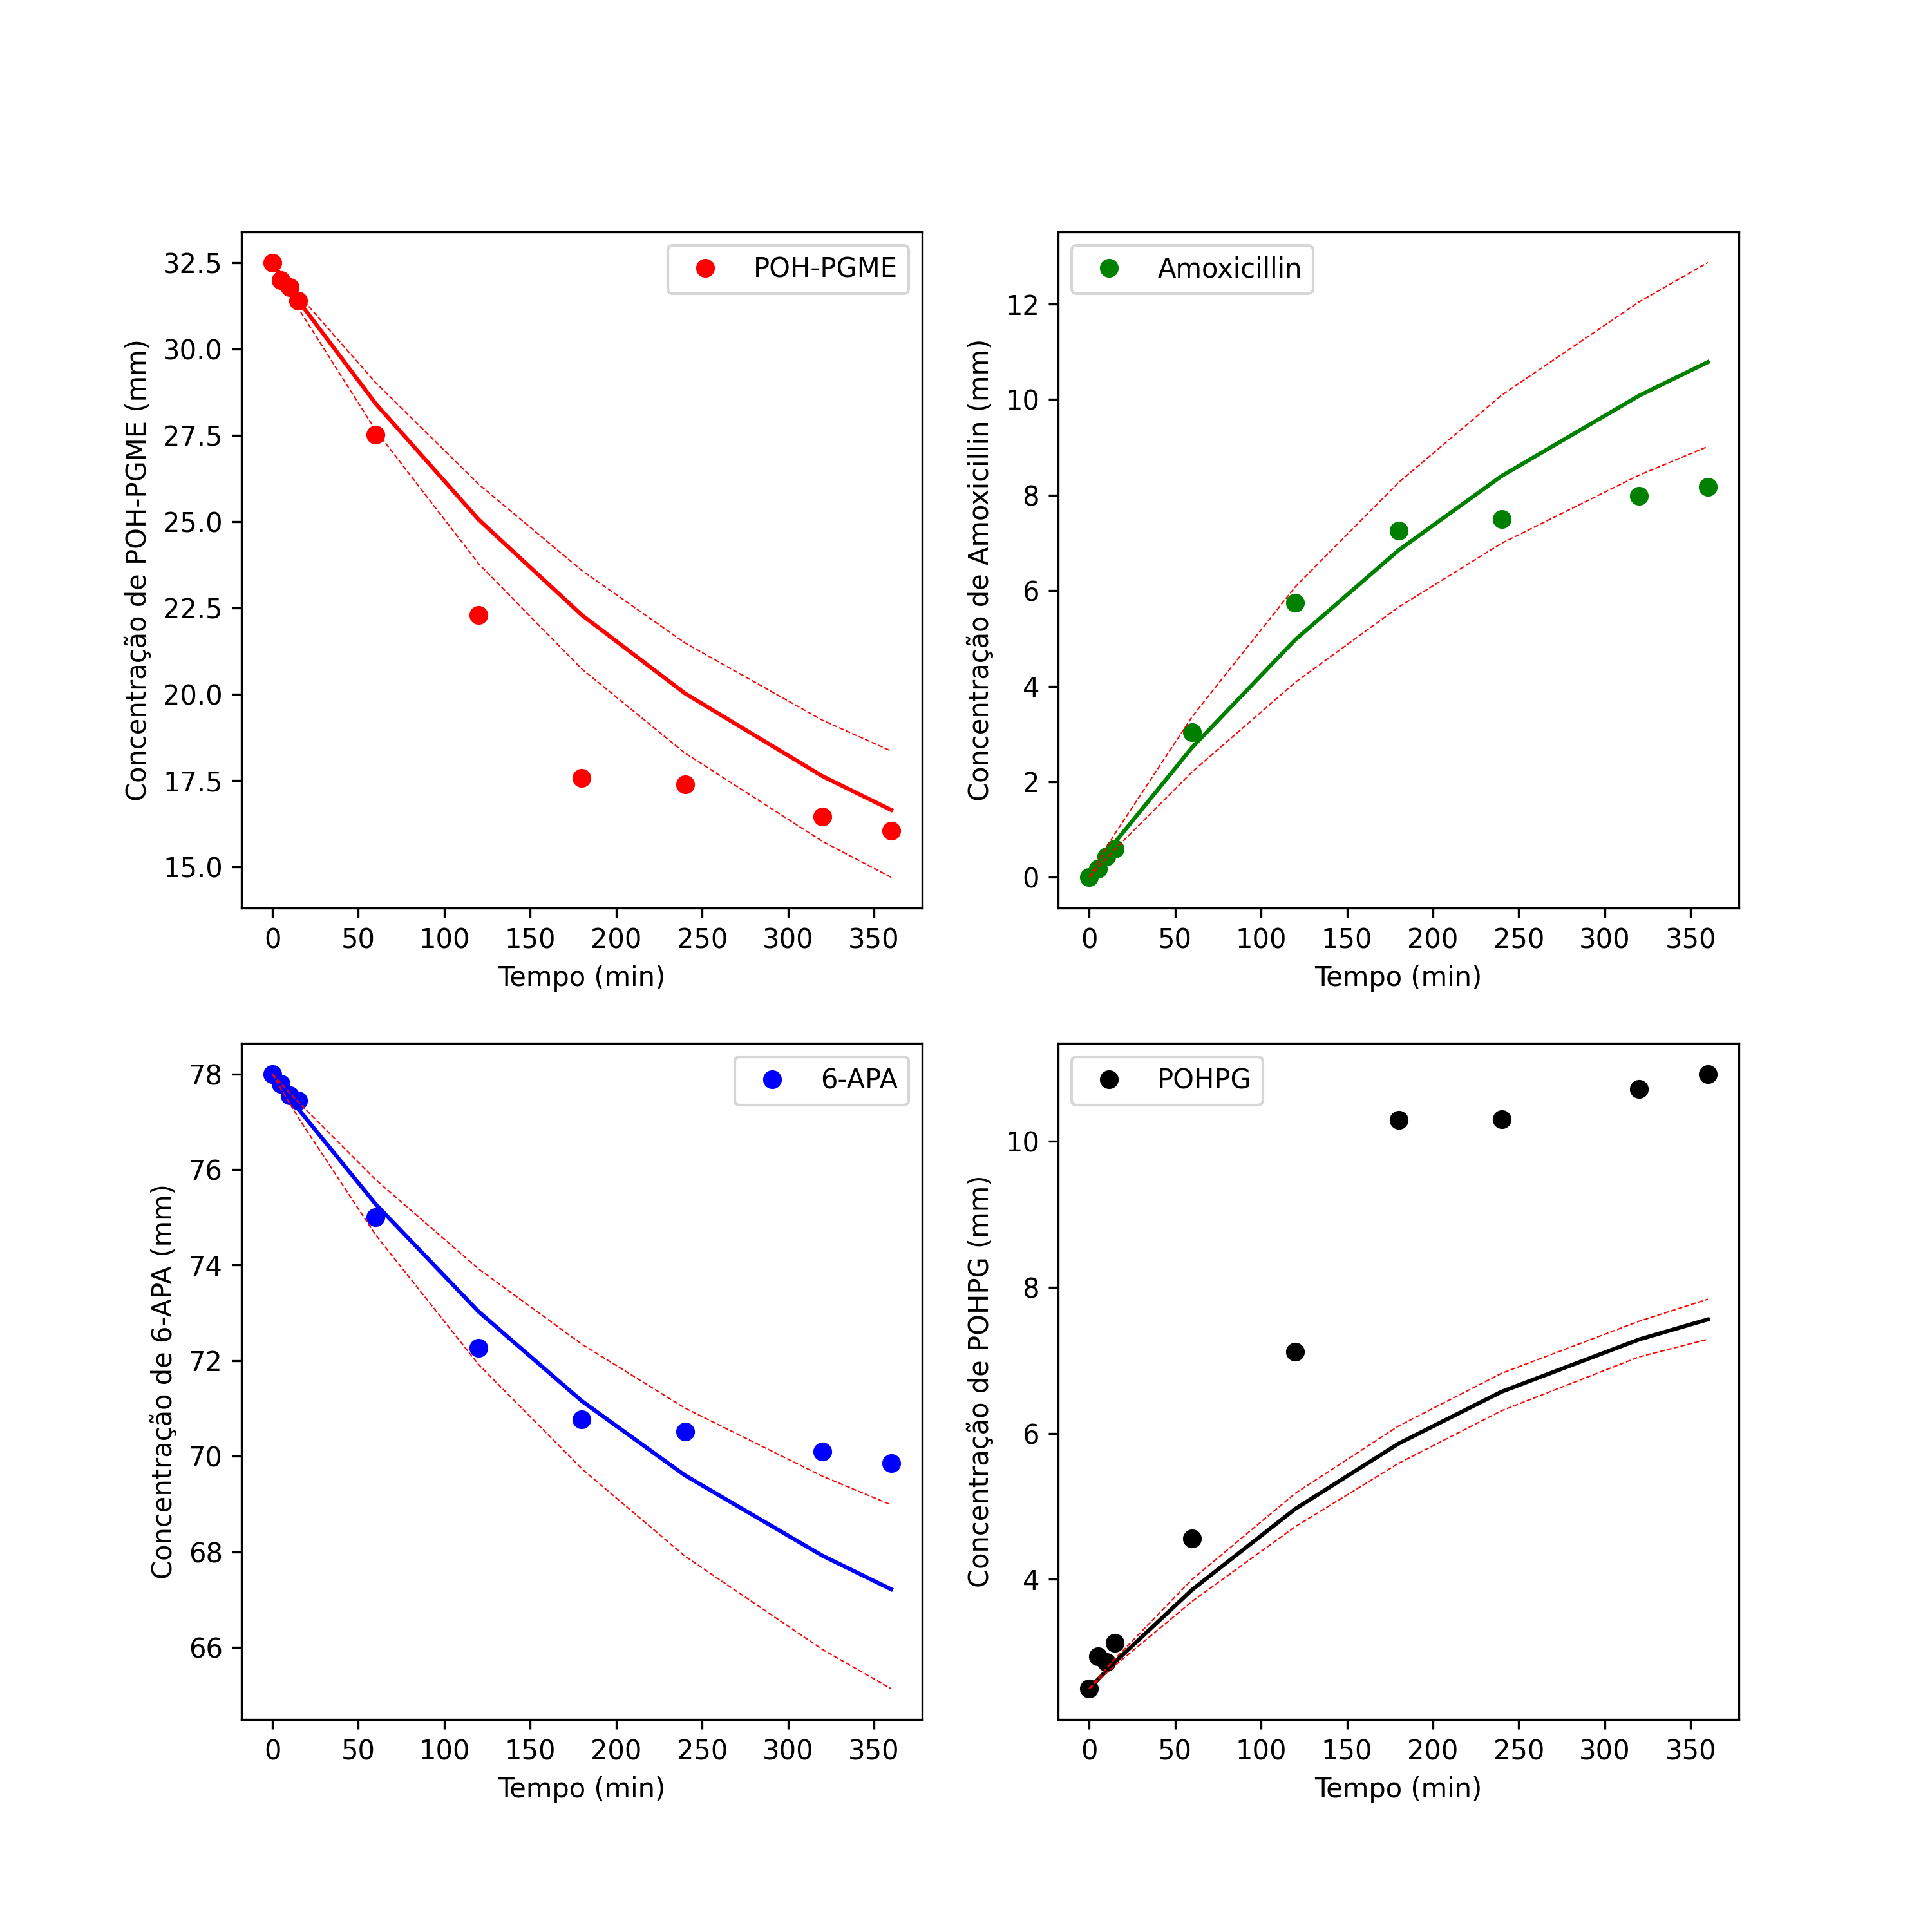 POH-PGME
Concentração de POH-PGME (mm)
32.5
30.0
27.5
25.0
22.5
20.0
17.5
15.0
0 50 100 150 200 250 300 350
Tempo (min)
Amoxicillin
Concentração de Amoxicillin (mm)
12
10
8
6
4
2
0
0 50 100 150 200 250 300 350
Tempo (min)
6-APA
Concentração de 6-APA (mm)
78
76
74
72
70
68
66
0 50 100 150 200 250 300 350
Tempo (min)
POHPG
Concentração de POHPG (mm)
10
8
6
4
0 50 100 150 200 250 300 350
Tempo (min)